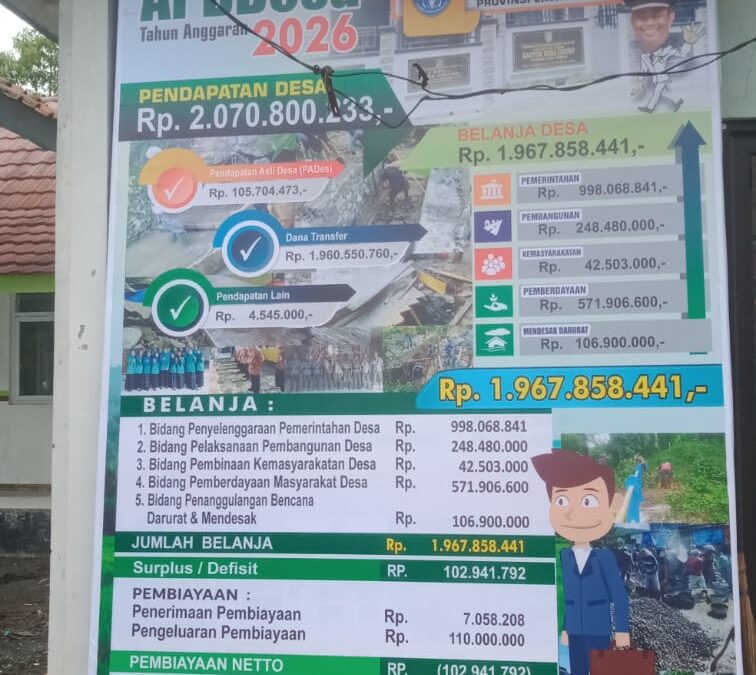 APBDesa
Tahun Anggaran 2026
PROVINSI
PENDAPATAN DESA
Rp. 2.070.800.233,-
BELANJA DESA
Rp. 1.967.858.441,-
Pendapatan Asli Desa (PADes)
Rp. 105.704.473,-
Dana Transfer
Rp. 1.960.550.760,-
Pendapatan Lain
Rp. 4.545.000,-
PEMERINTAHAN
Rp. 998.068.841,-
PEMBANGUNAN
Rp. 248.480.000,-
KEMASYARAKATAN
Rp. 42.503.000,-
PEMBERDAYAAN
Rp. 571.906.600,-
MENDESAK DARURAT
Rp. 106.900.000,-
Rp. 1.967.858.441,-
BELANJA :
1. Bidang Penyelenggaraan Pemerintahan Desa Rp. 998.068.841
2. Bidang Pelaksanaan Pembangunan Desa Rp. 248.480.000
3. Bidang Pembinaan Kemasyarakatan Desa Rp. 42.503.000
4. Bidang Pemberdayaan Masyarakat Desa Rp. 571.906.600
5. Bidang Penanggulangan Bencana
Darurat & Mendesak Rp. 106.900.000
JUMLAH BELANJA Rp. 1.967.858.441
Surplus / Defisit RP. 102.941.792
PEMBIAYAAN :
Penerimaan Pembiayaan Rp. 7.058.208
Pengeluaran Pembiayaan Rp. 110.000.000
PEMBIAYAAN NETTO RP. (102.941.792)